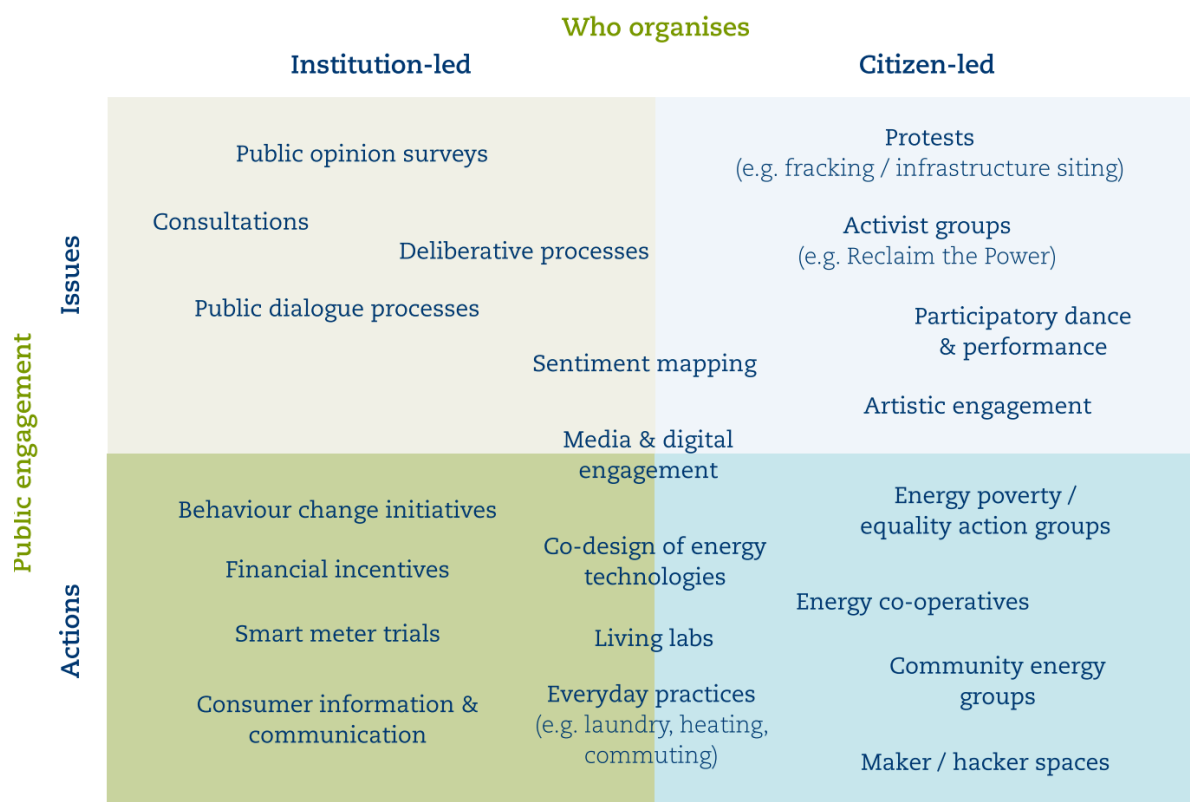 Who organises
Institution-led
Citizen-led
Public engagement
Issues
Public opinion surveys
Consultations
Deliberative processes
Public dialogue processes
Sentiment mapping
Media & digital
engagement
Protests
(e.g. fracking / infrastructure siting)
Activist groups
(e.g. Reclaim the Power)
Participatory dance
& performance
Artistic engagement
Actions
Behaviour change initiatives
Financial incentives
Smart meter trials
Consumer information &
communication
Co-design of energy
technologies
Living labs
Everyday practices
(e.g. laundry, heating,
commuting)
Energy poverty /
equality action groups
Energy co-operatives
Community energy
groups
Maker / hacker spaces